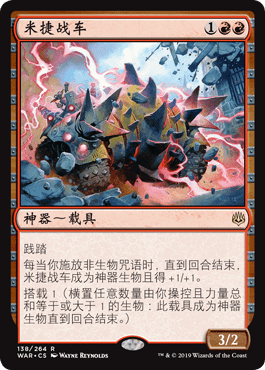 米捷战车 1
神器～载具
践踏
每当你施放非生物咒语时，直到回合结束，
米捷战车成为神器生物且得 +1/+1。
搭载 1（横置任意数量由你操控且力量总
和等于或大于 1 的生物：此载具成为神器
生物直到回合结束。）
3/2
138/264 R
WAR • CS WAYNE REYNOLDS
™ & © 2019 Wizards of the Coast